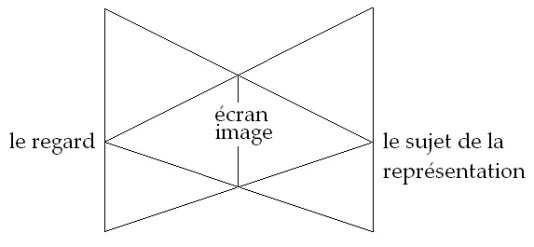 écran
image
le regard
le sujet de la
représentation